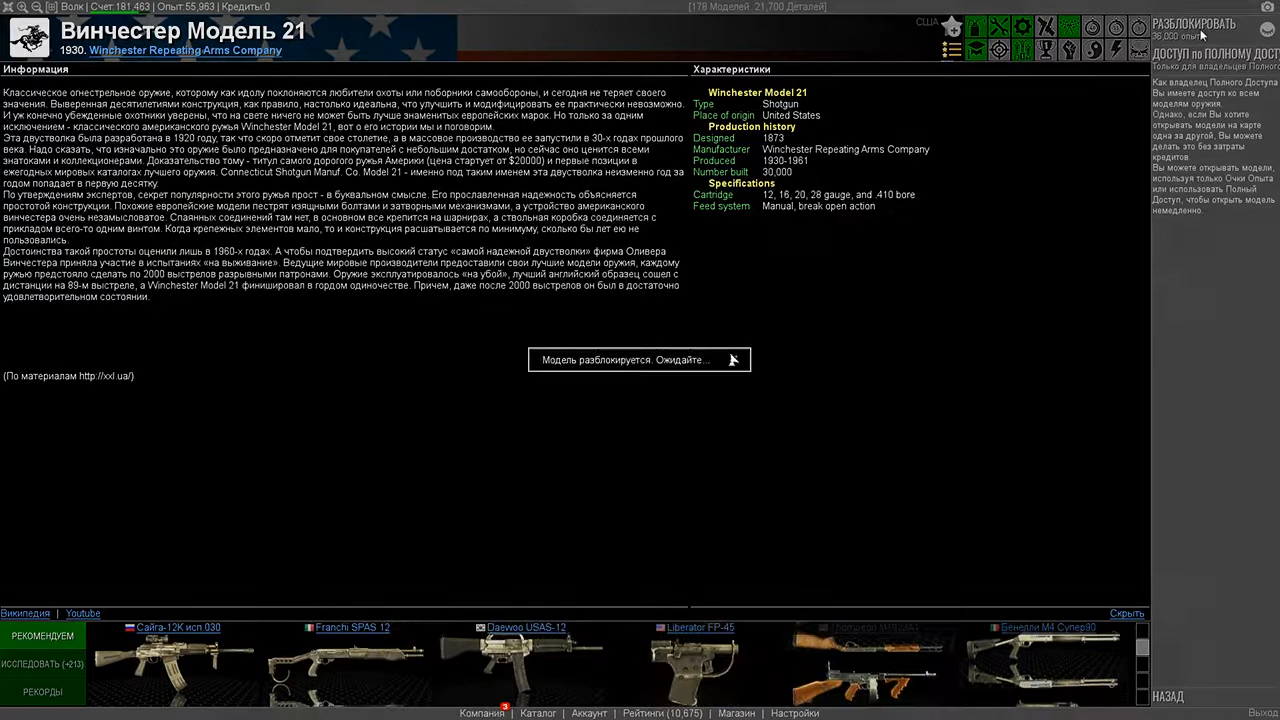 Волк | Счет:181,463 | Опыт:55,963 | Кредиты:0
[178 Моделей. 21,700 Деталей]
Винчестер Модель 21
1930. Winchester Repeating Arms Company
США
РАЗБЛОКИРОВАТЬ
36,000 опыт
ДОСТУП по ПОЛНОМУ ДОСТ
Только для владельцев Полного
Как владелец Полного Доступа
Вы имеете доступ ко всем
моделям оружия.
Однако, если Вы хотите
открывать модели на карте
одна за другой, Вы можете
делать это без затраты
кредитов.
Вы можете открывать модели,
используя только Очки Опыта
или использовать Полный
Доступ, чтобы открыть модель
немедленно.
Информация
Классическое огнестрельное оружие, которому как идолу поклоняются любители охоты или поборники самообороны, и сегодня не теряет своего
значения. Выверенная десятилетиями конструкция, как правило, настолько идеальна, что улучшить и модифицировать ее практически невозможно.
И уж конечно убежденные охотники уверены, что на свете ничего не может быть лучше знаменитых европейских марок. Но только за одним
исключением - классического американского ружья Winchester Model 21, вот о его истории мы и поговорим.
Эта двустволка была разработана в 1920 году, так что скоро отметит свое столетие, а в массовое производство ее запустили в 30-х годах прошлого
века. Надо сказать, что изначально это оружие было предназначено для покупателей с небольшим достатком, но сейчас оно ценится всеми
знатоками и коллекционерами. Доказательство тому - титул самого дорогого ружья Америки (цена стартует от $20000) и первые позиции в
ежегодных мировых каталогах лучшего оружия. Connecticut Shotgun Manuf. Co. Model 21 - именно под таким именем эта двустволка неизменно год за
годом попадает в первую десятку.
По утверждениям экспертов, секрет популярности этого ружья прост - в буквальном смысле. Его прославленная надежность объясняется
простотой конструкции. Похожие европейские модели пестрят изящными болтами и затворными механизмами, а устройство американского
винчестера очень незамысловатое. Спаянных соединений там нет, в основном все крепится на шарнирах, а ствольная коробка соединяется с
прикладом всего-то одним винтом. Когда крепежных элементов мало, то и конструкция расшатывается по минимуму, сколько бы лет ею не
пользовались.
Достоинства такой простоты оценили лишь в 1960-х годах. А чтобы подтвердить высокий статус «самой надежной двустволки» фирма Оливера
Винчестера приняла участие в испытаниях «на выживание». Ведущие мировые производители предоставили свои лучшие модели оружия, каждому
ружью предстояло сделать по 2000 выстрелов разрывными патронами. Оружие эксплуатировалось «на убой», лучший английский образец сошел с
дистанции на 89-м выстреле, а Winchester Model 21 финишировал в гордом одиночестве. Причем, даже после 2000 выстрелов он был в достаточно
удовлетворительном состоянии.
(По материалам http://xxl.ua/)
Характеристики
Winchester Model 21
Type Shotgun
Place of origin United States
Production history
Designed 1873
Manufacturer Winchester Repeating Arms Company
Produced 1930-1961
Number built 30,000
Specifications
Cartridge 12, 16, 20, 28 gauge, and .410 bore
Feed system Manual, break open action
Модель разблокируется. Ожидайте...
Википедия | Youtube
Скрыть
РЕКОМЕНДУЕМ
ИССЛЕДОВАТЬ (+213)
РЕКОРДЫ
Сайга-12К исп.030
Franchi SPAS 12
Daewoo USAS-12
Liberator FP-45
Томпсон M1921А1
Бенелли М4 Супер90
НАЗАД
3
Компания | Каталог | Аккаунт | Рейтинги (10,675) | Магазин | Настройки
Выход